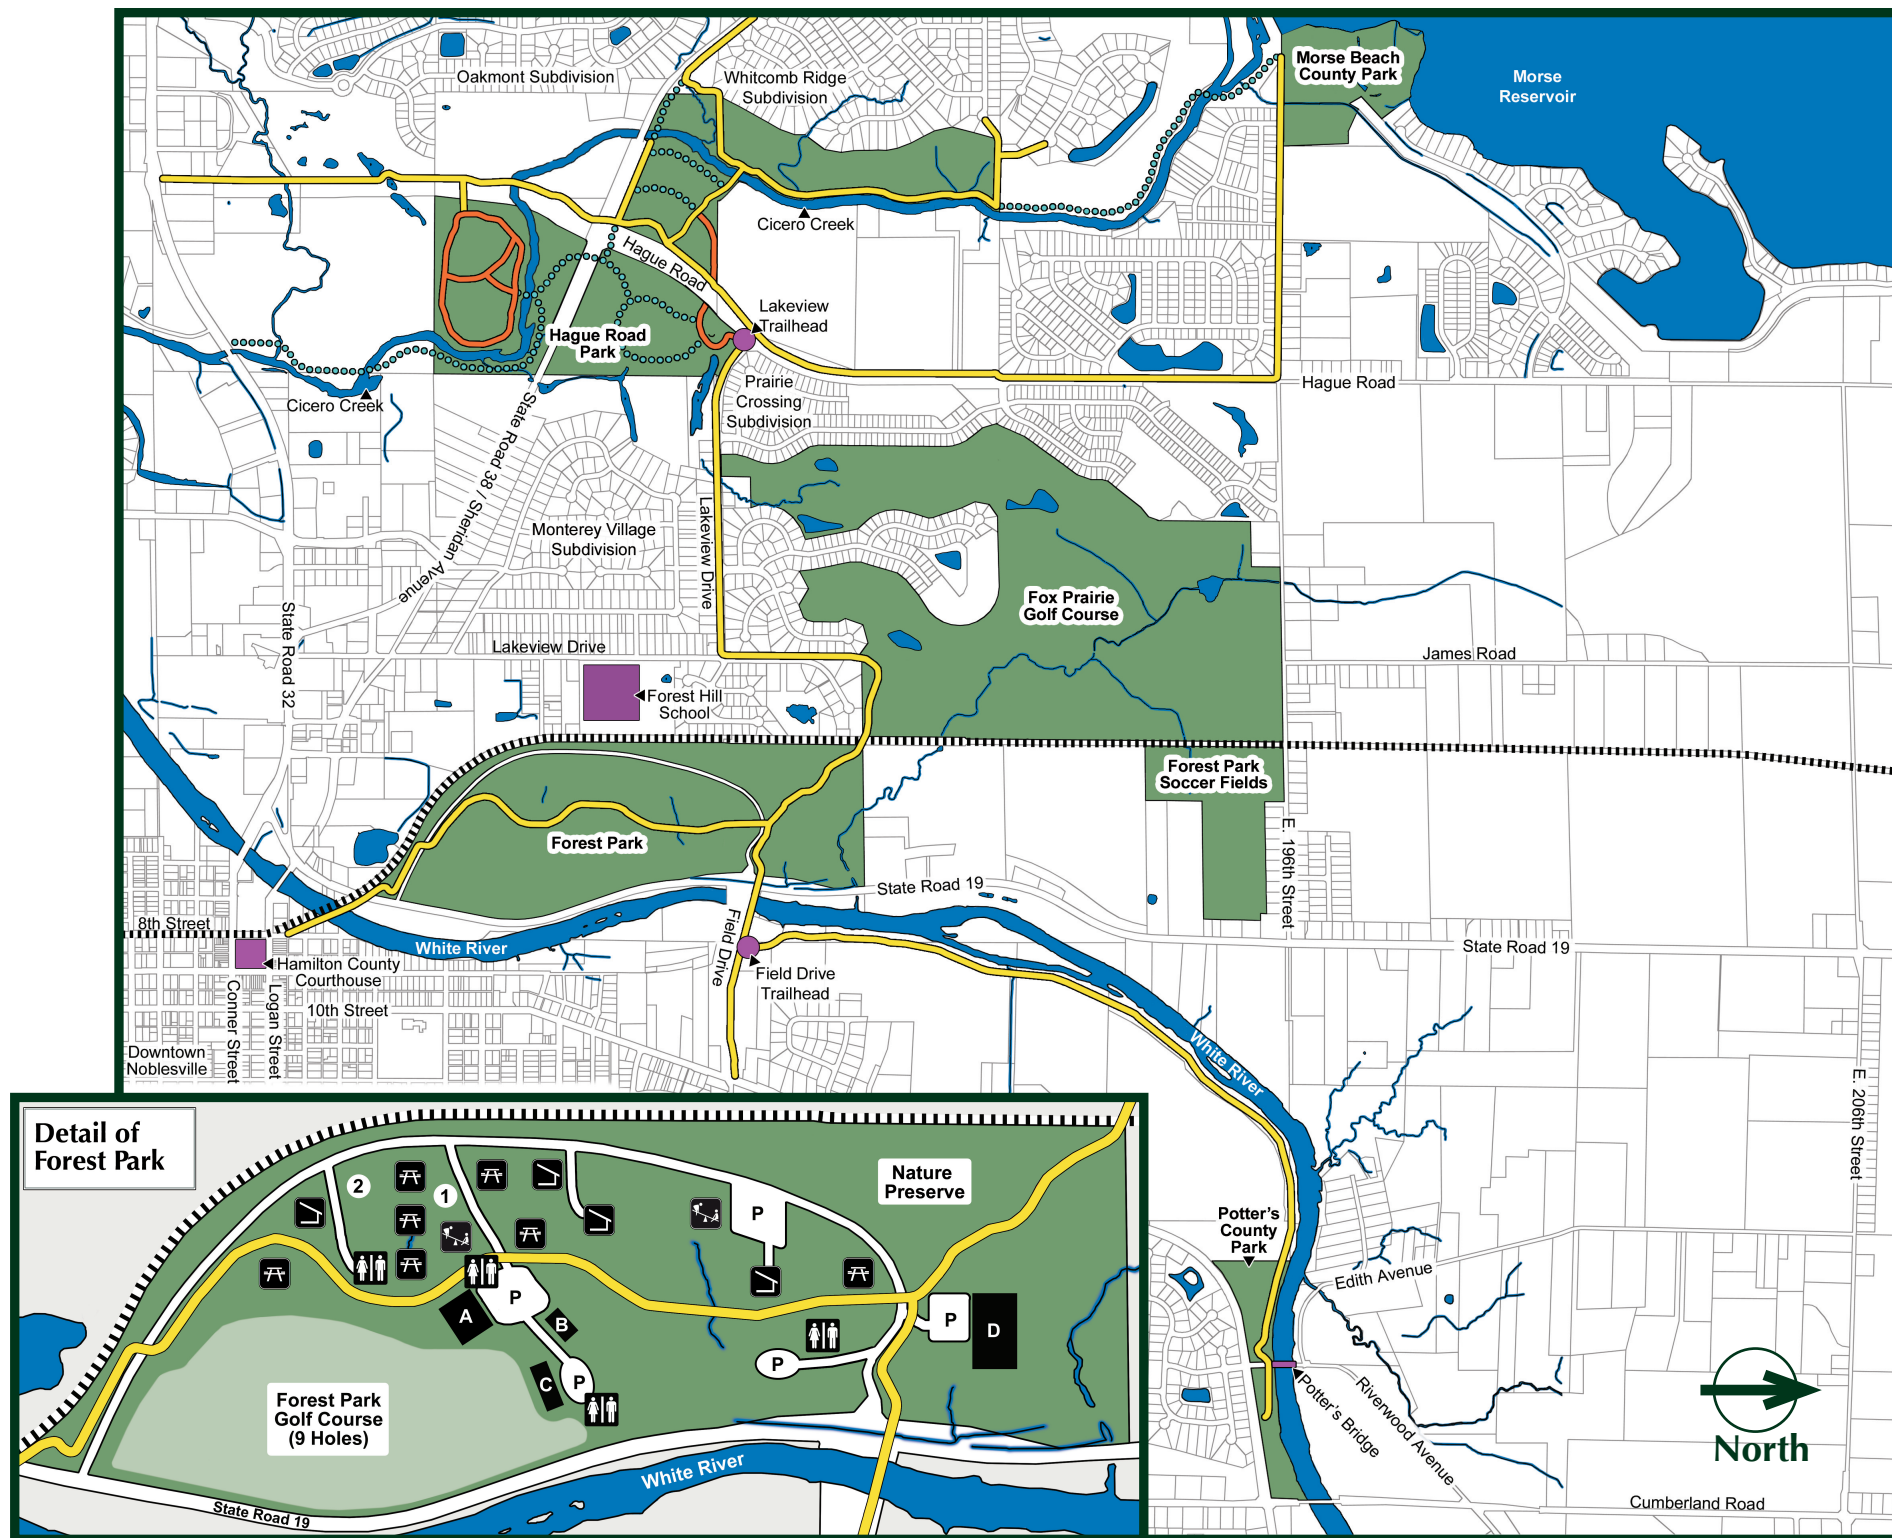 Oakmont Subdivision
Whitcomb Ridge
Subdivision
Morse Beach
County Park
Morse
Reservoir
Cicero Creek
Hague Road
Lakeview
Trailhead
Hague Road
Park
Cicero Creek
Prairie
Crossing
Subdivision
Hague Road
State Road 38 / Sheridan Avenue
Lakeview Drive
Monterey Village
Subdivision
Fox Prairie
Golf Course
State Road 32
Lakeview Drive
James Road
Forest Hill
School
Forest Park
Soccer Fields
Forest Park
E. 196th Street
State Road 19
8th Street
White River
Field Drive
State Road 19
Hamilton County
Courthouse
Field Drive
Trailhead
Conner Street
Logan Street
10th Street
Downtown
Noblesville
White River
E. 206th Street
Detail of
Forest Park
Nature
Preserve
2
1
P
P
A
B
P
D
P
C
P
Forest Park
Golf Course
(9 Holes)
White River
State Road 19
Potter's
County
Park
Edith Avenue
Potter's Bridge
Riverwood Avenue
North
Cumberland Road